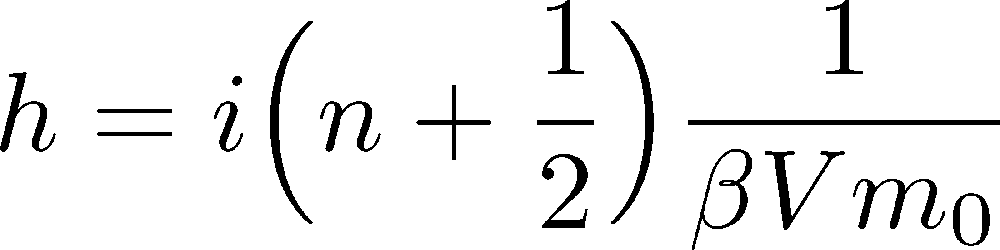 h = i ( n + 1/2 ) 1/(βVm₀)